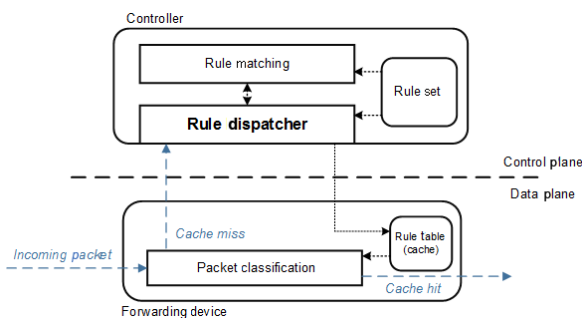 Controller
Rule matching
Rule set
Rule dispatcher
Control plane
Data plane
Cache miss
Rule table
(cache)
Incoming packet
Packet classification
Cache hit
Forwarding device